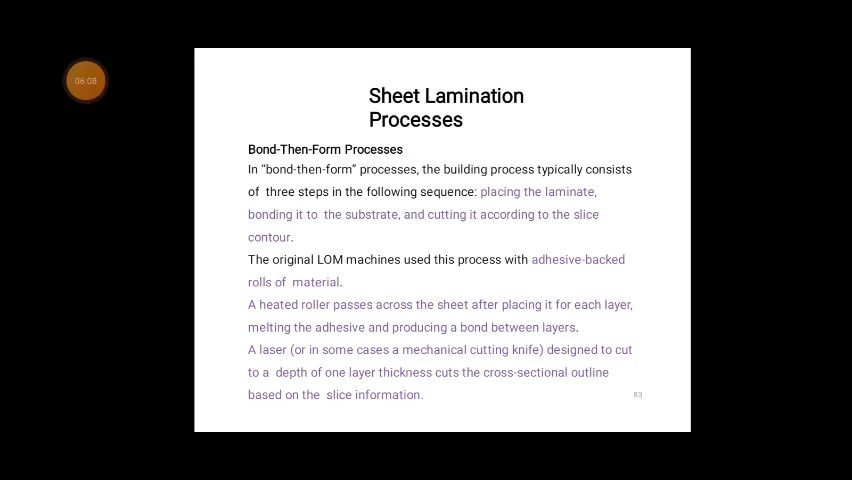 06:08
Sheet Lamination
Processes
Bond-Then-Form Processes
In “bond-then-form” processes, the building process typically consists
of three steps in the following sequence: placing the laminate,
bonding it to the substrate, and cutting it according to the slice
contour.
The original LOM machines used this process with adhesive-backed
rolls of material.
A heated roller passes across the sheet after placing it for each layer,
melting the adhesive and producing a bond between layers.
A laser (or in some cases a mechanical cutting knife) designed to cut
to a depth of one layer thickness cuts the cross-sectional outline
based on the slice information.
83